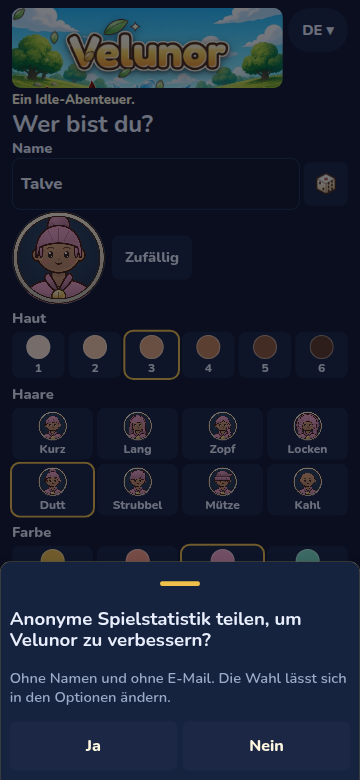 Velunor
DE ▾
Ein Idle-Abenteuer.
Wer bist du?
Name
Talve
Zufällig
Haut
1 2 3 4 5 6
Haare
Kurz Lang Zopf Locken
Dutt Strubbel Mütze Kahl
Farbe
Anonyme Spielstatistik teilen, um
Velunor zu verbessern?
Ohne Namen und ohne E-Mail. Die Wahl lässt sich
in den Optionen ändern.
Ja Nein